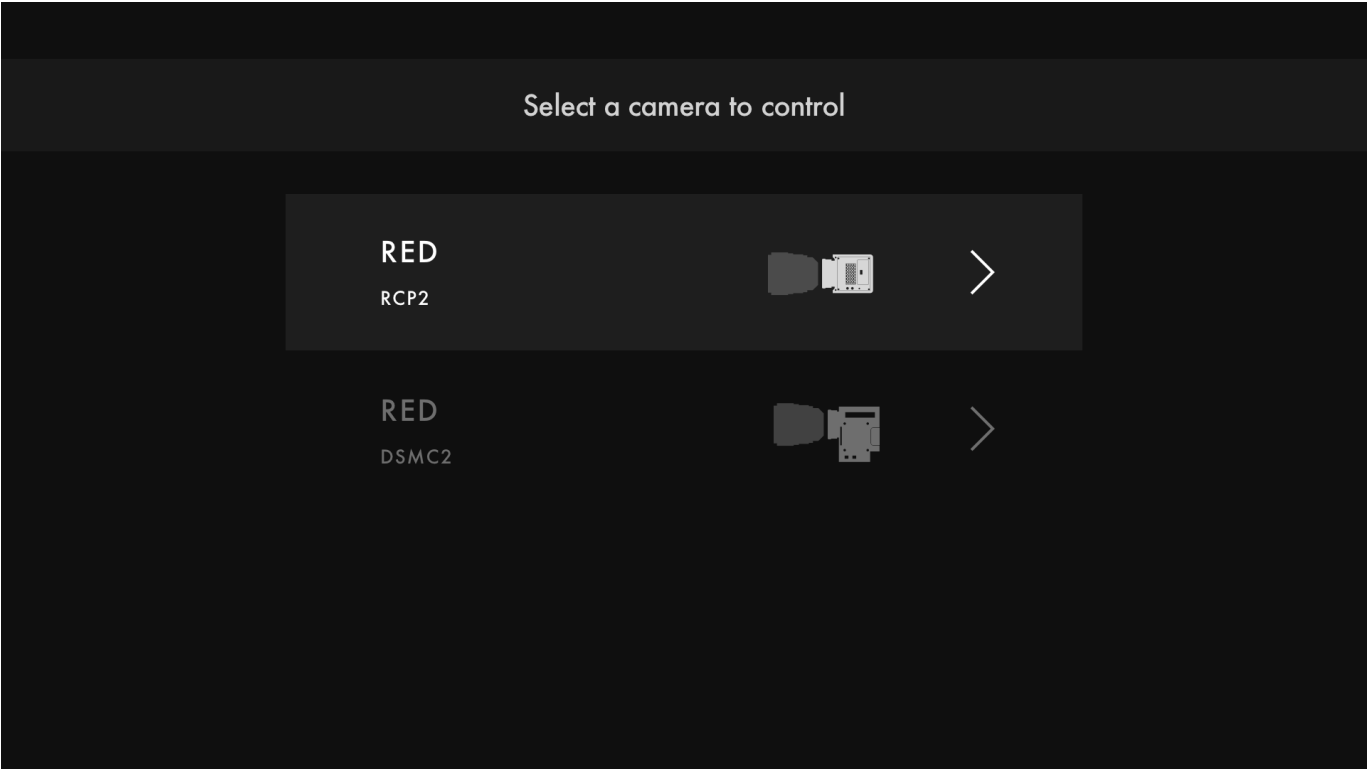 Select a camera to control
RED
RCP2
RED
DSMC2